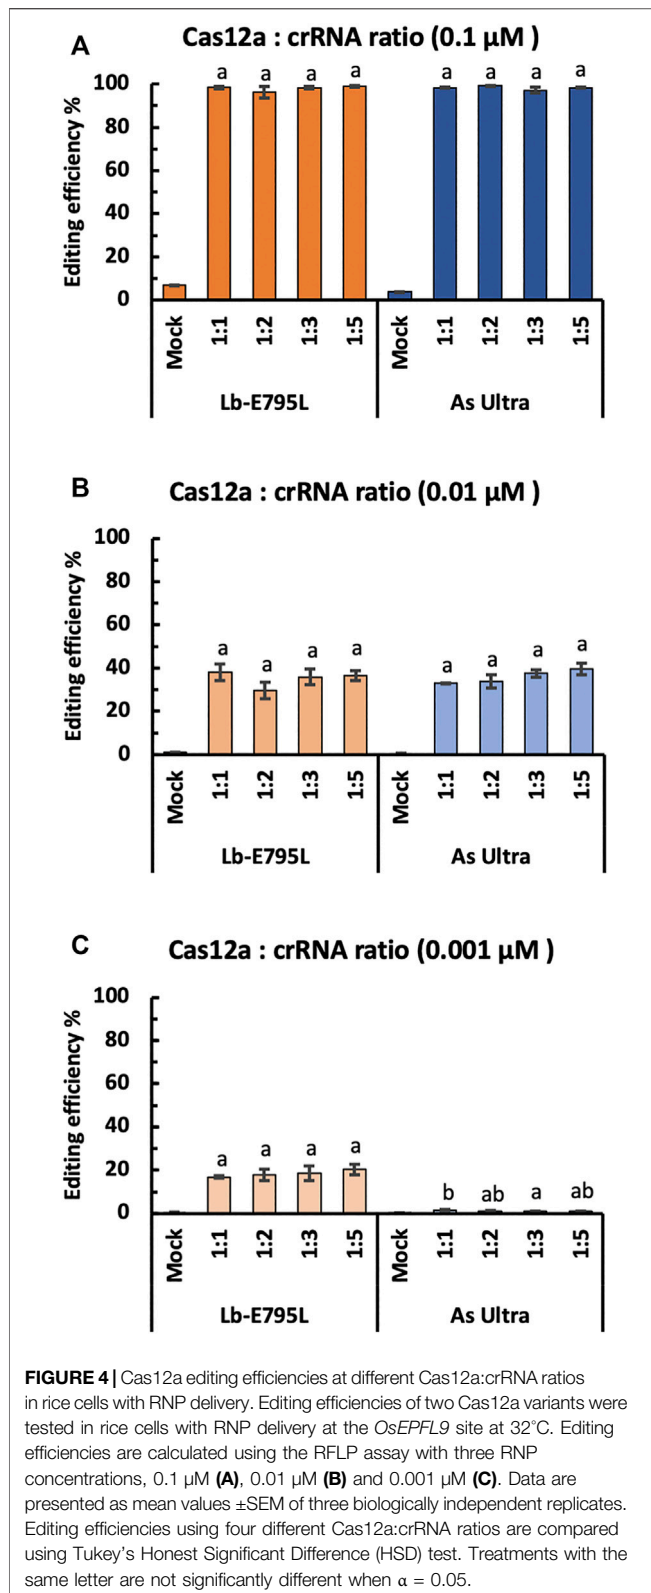 A
Cas12a : crRNA ratio (0.1 µM )
Editing efficiency %
100
80
60
40
20
0
a a a a a a a a
Mock 1:1 1:2 1:3 1:5 Mock 1:1 1:2 1:3 1:5
Lb-E795L As Ultra
B
Cas12a : crRNA ratio (0.01 µM )
Editing efficiency %
100
80
60
40
20
0
a a a a a a a a
Mock 1:1 1:2 1:3 1:5 Mock 1:1 1:2 1:3 1:5
Lb-E795L As Ultra
C
Cas12a : crRNA ratio (0.001 µM )
Editing efficiency %
100
80
60
40
20
0
a a a a b ab a ab
Mock 1:1 1:2 1:3 1:5 Mock 1:1 1:2 1:3 1:5
Lb-E795L As Ultra
FIGURE 4 | Cas12a editing efficiencies at different Cas12a:crRNA ratios
in rice cells with RNP delivery. Editing efficiencies of two Cas12a variants were
tested in rice cells with RNP delivery at the OsEPFL9 site at 32°C. Editing
efficiencies are calculated using the RFLP assay with three RNP
concentrations, 0.1 µM (A), 0.01 µM (B) and 0.001 µM (C). Data are
presented as mean values ±SEM of three biologically independent replicates.
Editing efficiencies using four different Cas12a:crRNA ratios are compared
using Tukey's Honest Significant Difference (HSD) test. Treatments with the
same letter are not significantly different when α = 0.05.